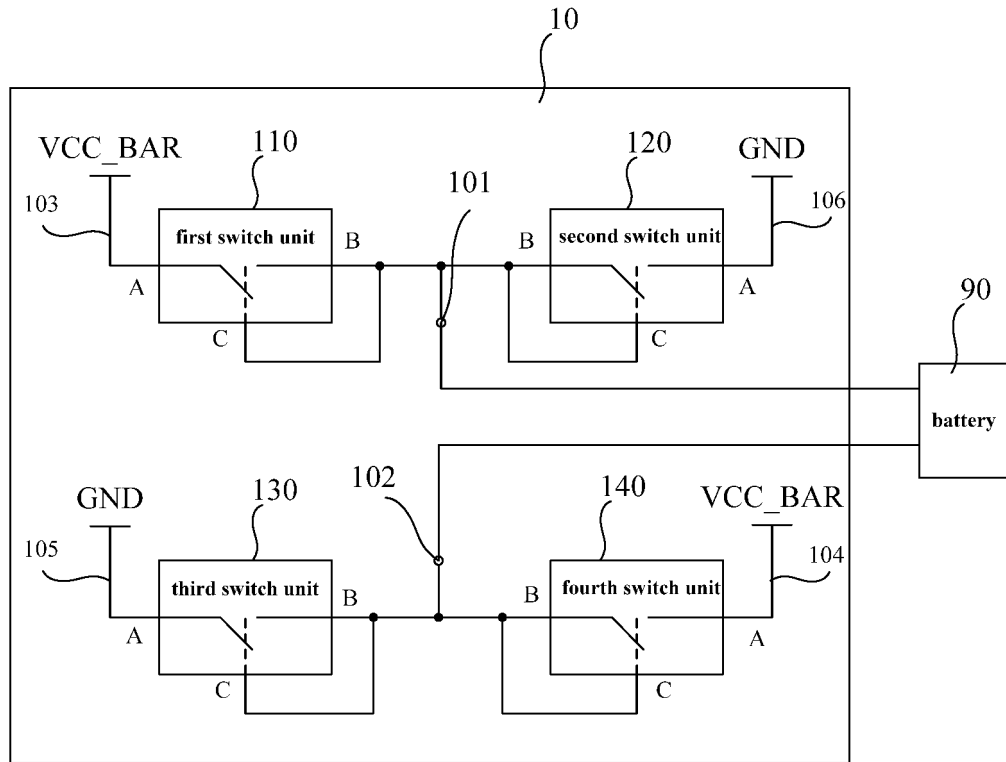 10
VCC_BAR
110
101
120
GND
103
first switch unit
B
B
second switch unit
106
A
A
C
C
90
battery
GND
130
102
140
VCC_BAR
105
third switch unit
B
B
fourth switch unit
104
A
A
C
C